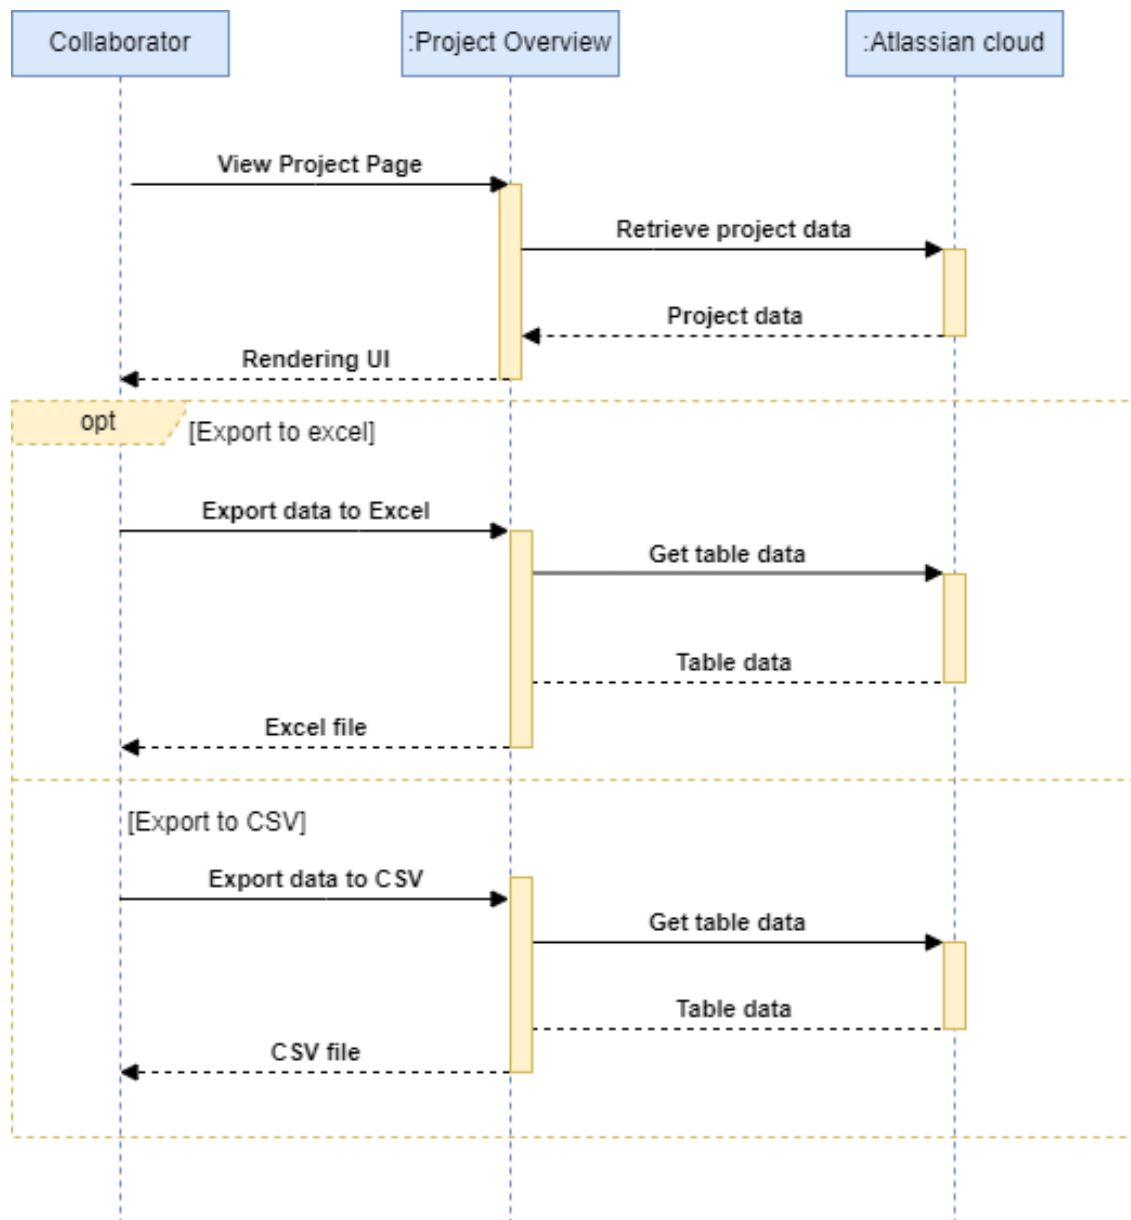 Collaborator
:Project Overview
:Atlassian cloud
View Project Page
Retrieve project data
Project data
Rendering UI
opt
[Export to excel]
Export data to Excel
Get table data
Table data
Excel file
[Export to CSV]
Export data to CSV
Get table data
Table data
CSV file